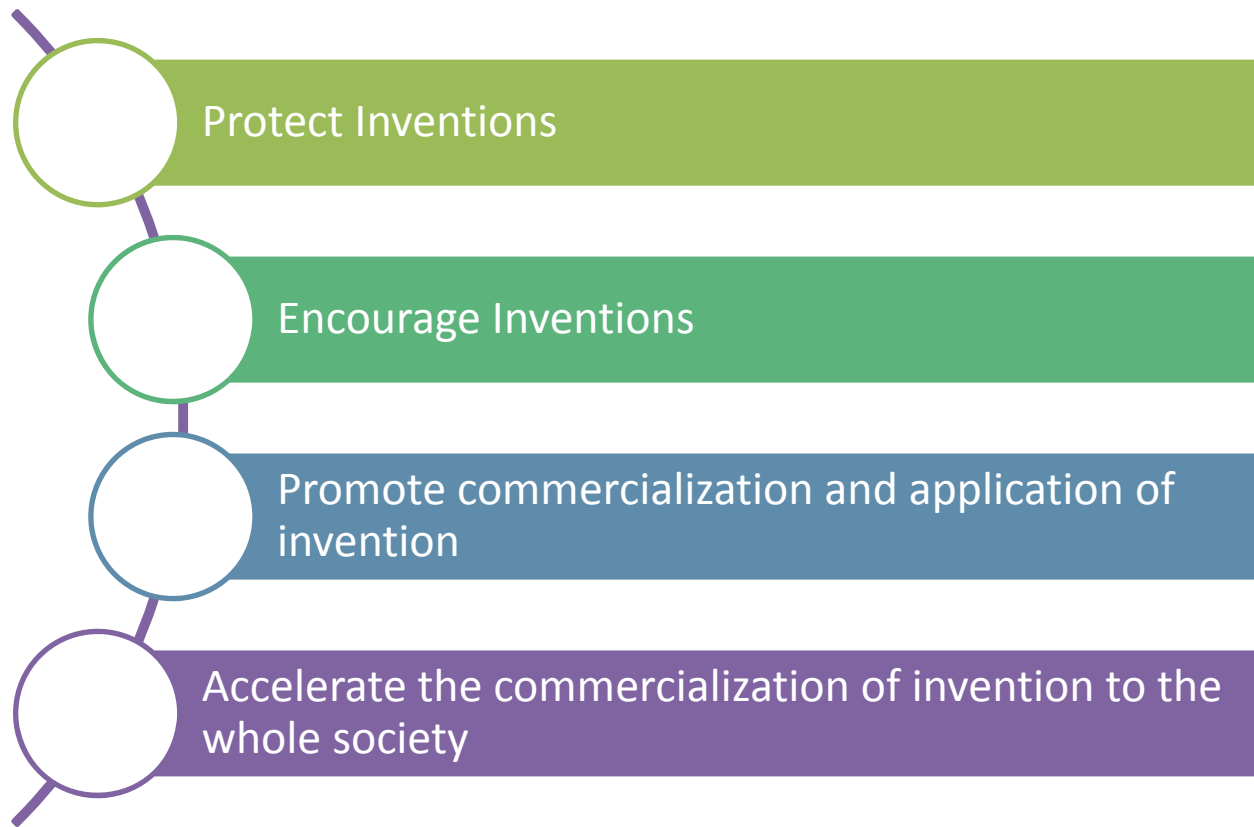 Protect Inventions
Encourage Inventions
Promote commercialization and application of
invention
Accelerate the commercialization of invention to the
whole society